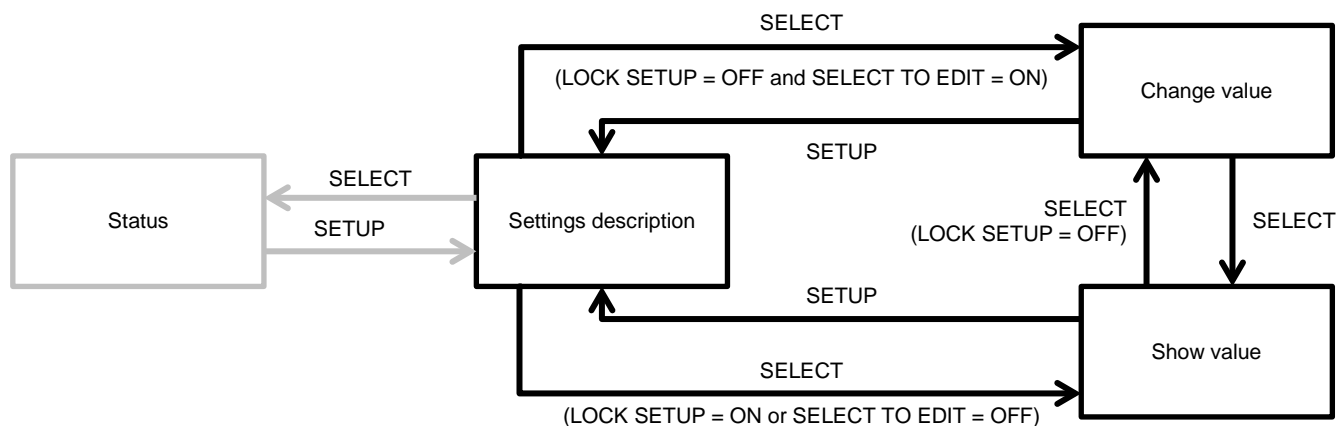 SELECT
(LOCK SETUP = OFF and SELECT TO EDIT = ON)
Change value
SETUP
SELECT
Status
Settings description
SETUP
SELECT
(LOCK SETUP = OFF)
SELECT
SETUP
Show value
SELECT
(LOCK SETUP = ON or SELECT TO EDIT = OFF)